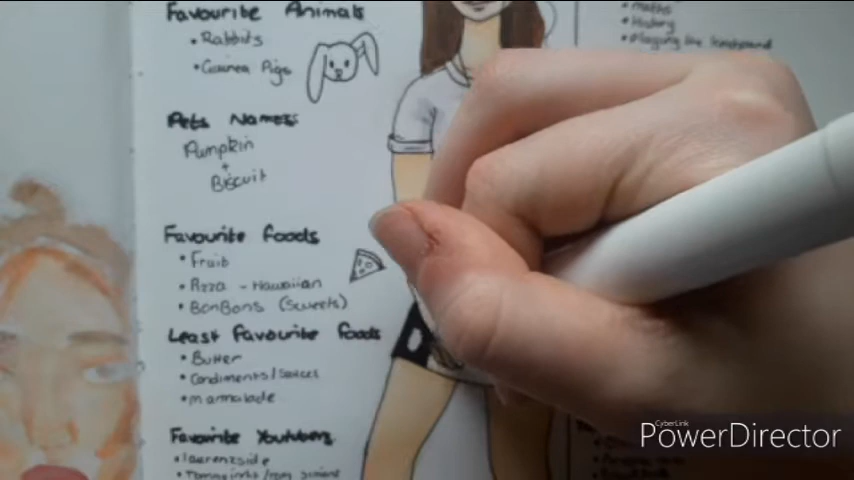 Favourite Animals
• Rabbits
• Guinea Pigs
Pets Names:
Pumpkin
+
Biscuit
Favourite foods
• Fruit
• Pizza - Hawaiian
• BonBons (sweets)
Least favourite foods
• Butter
• Condiments/sauces
• marmalade
Favourite Youtubers
• laurenzside
• maths
• History
• Playing the keyboard
CyberLink
PowerDirector